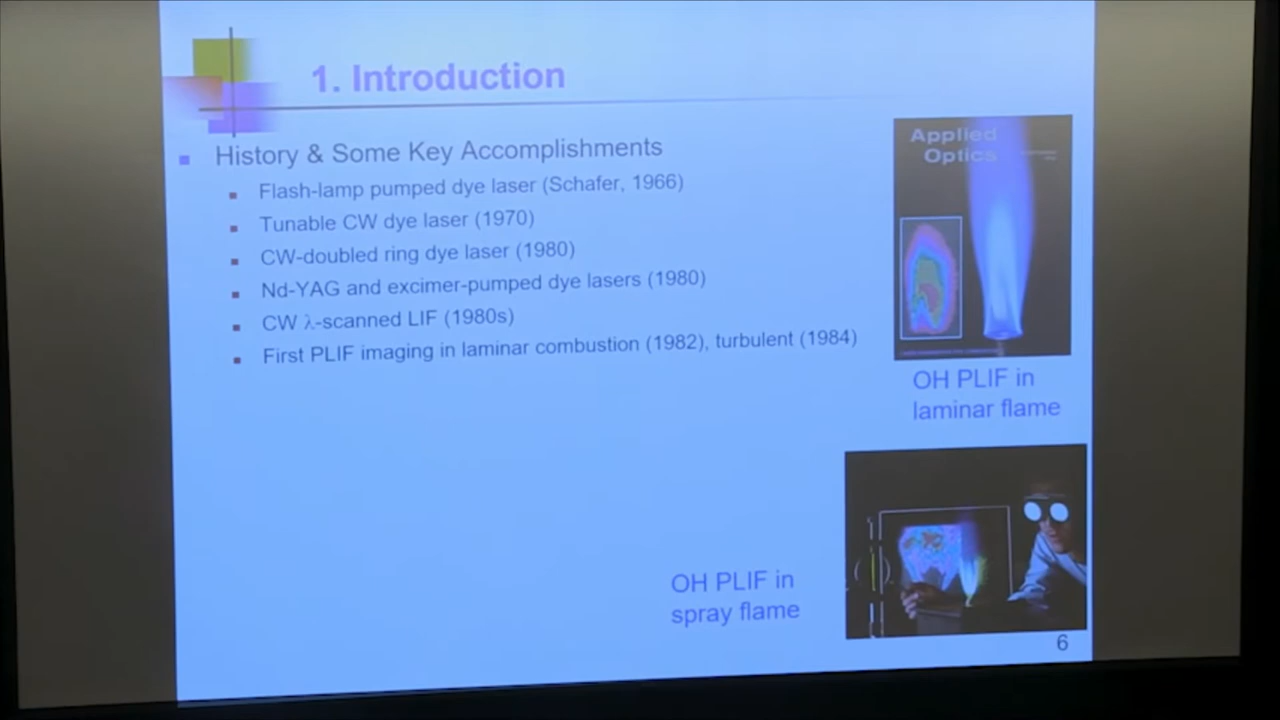 1. Introduction
History & Some Key Accomplishments
Flash-lamp pumped dye laser (Schafer, 1966)
Tunable CW dye laser (1970)
CW-doubled ring dye laser (1980)
Nd-YAG and excimer-pumped dye lasers (1980)
CW λ-scanned LIF (1980s)
First PLIF imaging in laminar combustion (1982), turbulent (1984)
Applied
Optics
OH PLIF in
laminar flame
OH PLIF in
spray flame
6